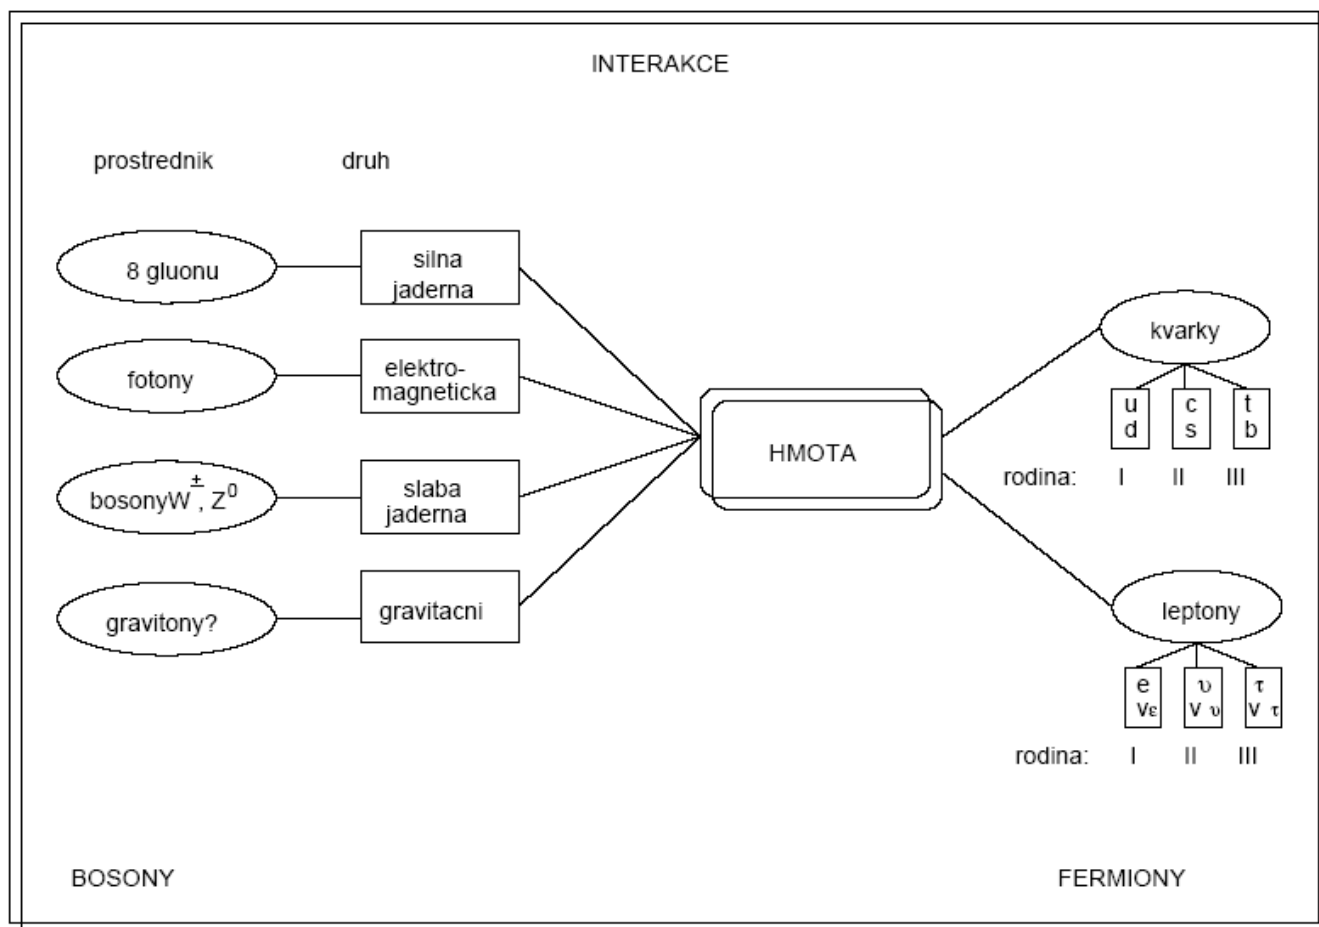 INTERAKCE
prostrednik druh
8 gluonu
silna
jaderna
fotony
elektro-
magneticka
bosonyW±, Z⁰
slaba
jaderna
gravitony?
gravitacni
HMOTA
kvarky
u c t
d s b
rodina: I II III
leptony
e υ τ
νε ν υ ν τ
rodina: I II III
BOSONY FERMIONY